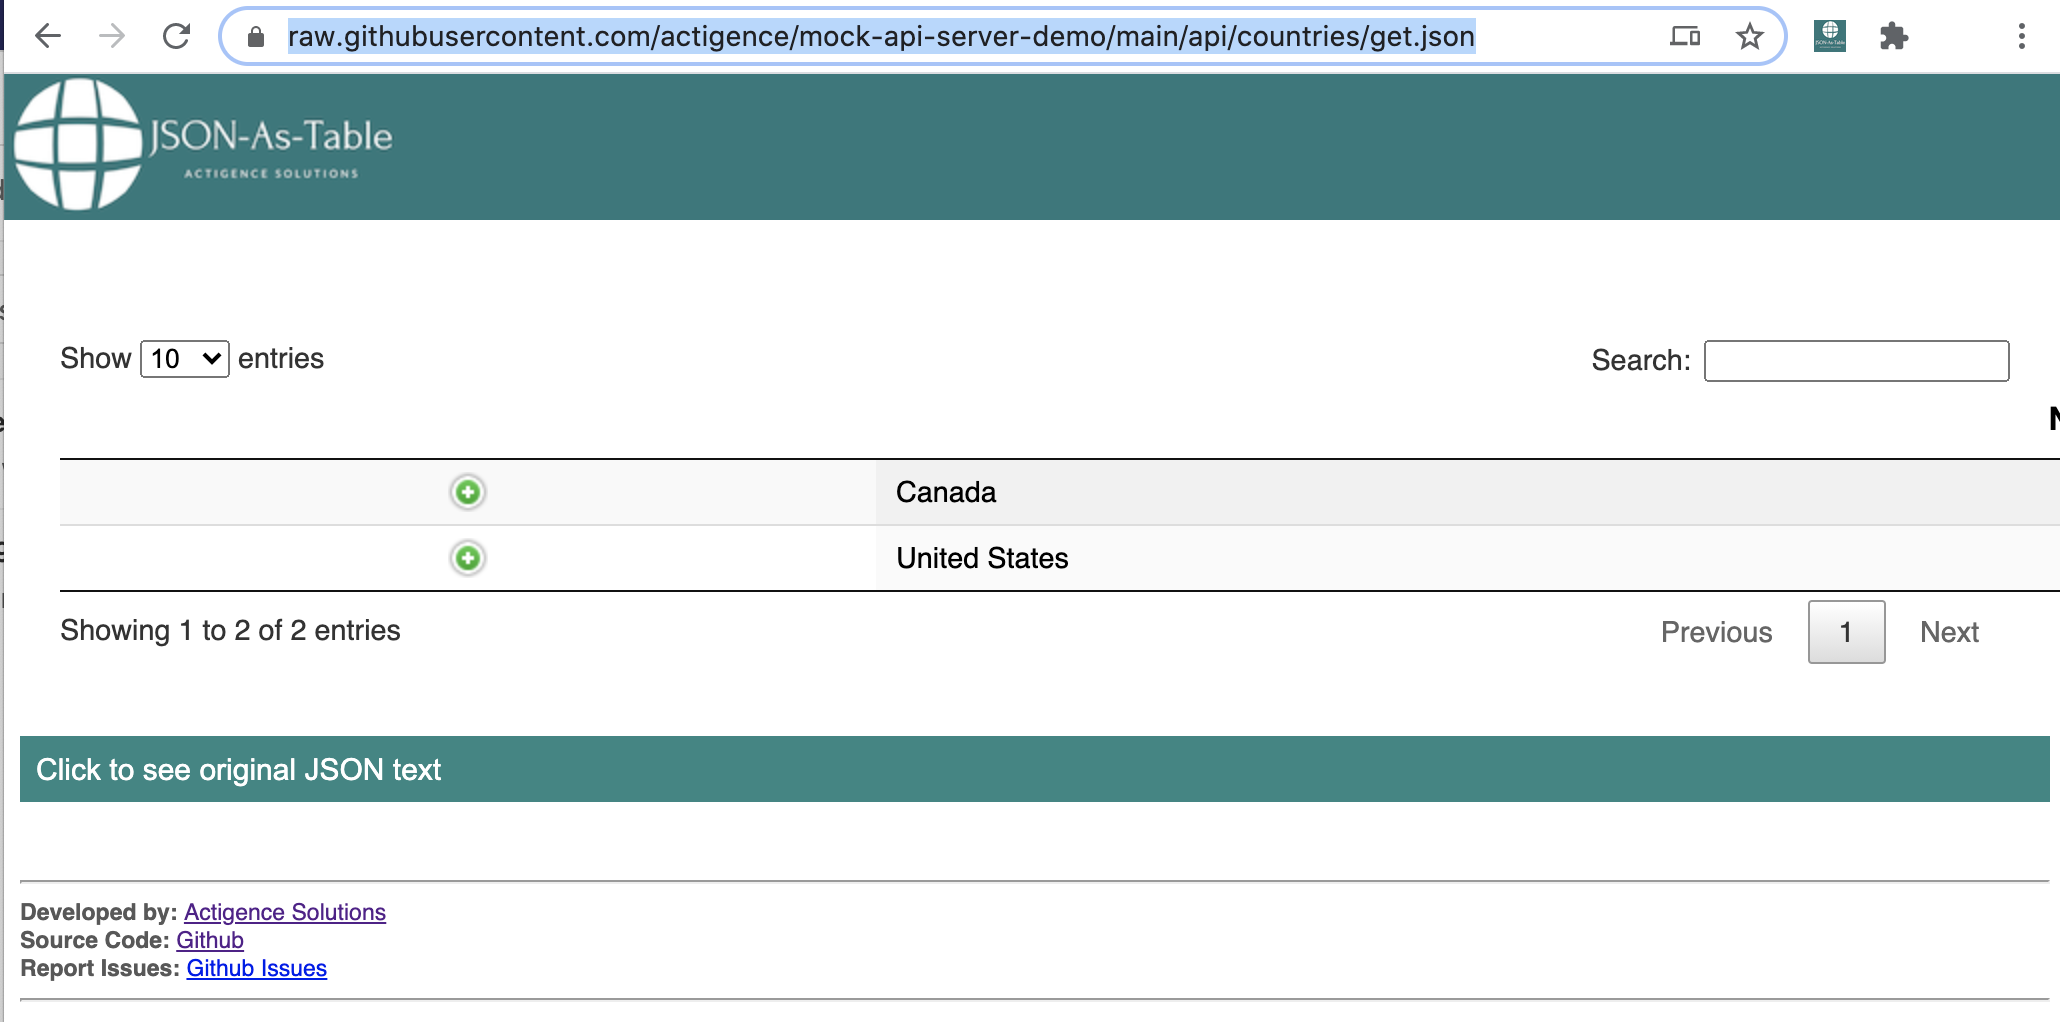 raw.githubusercontent.com/actigence/mock-api-server-demo/main/api/countries/get.json
JSON-As-Table
ACTIGENCE SOLUTIONS
Show 10 entries
Search:
Canada
United States
Showing 1 to 2 of 2 entries
Previous 1 Next
Click to see original JSON text
Developed by: Actigence Solutions
Source Code: Github
Report Issues: Github Issues